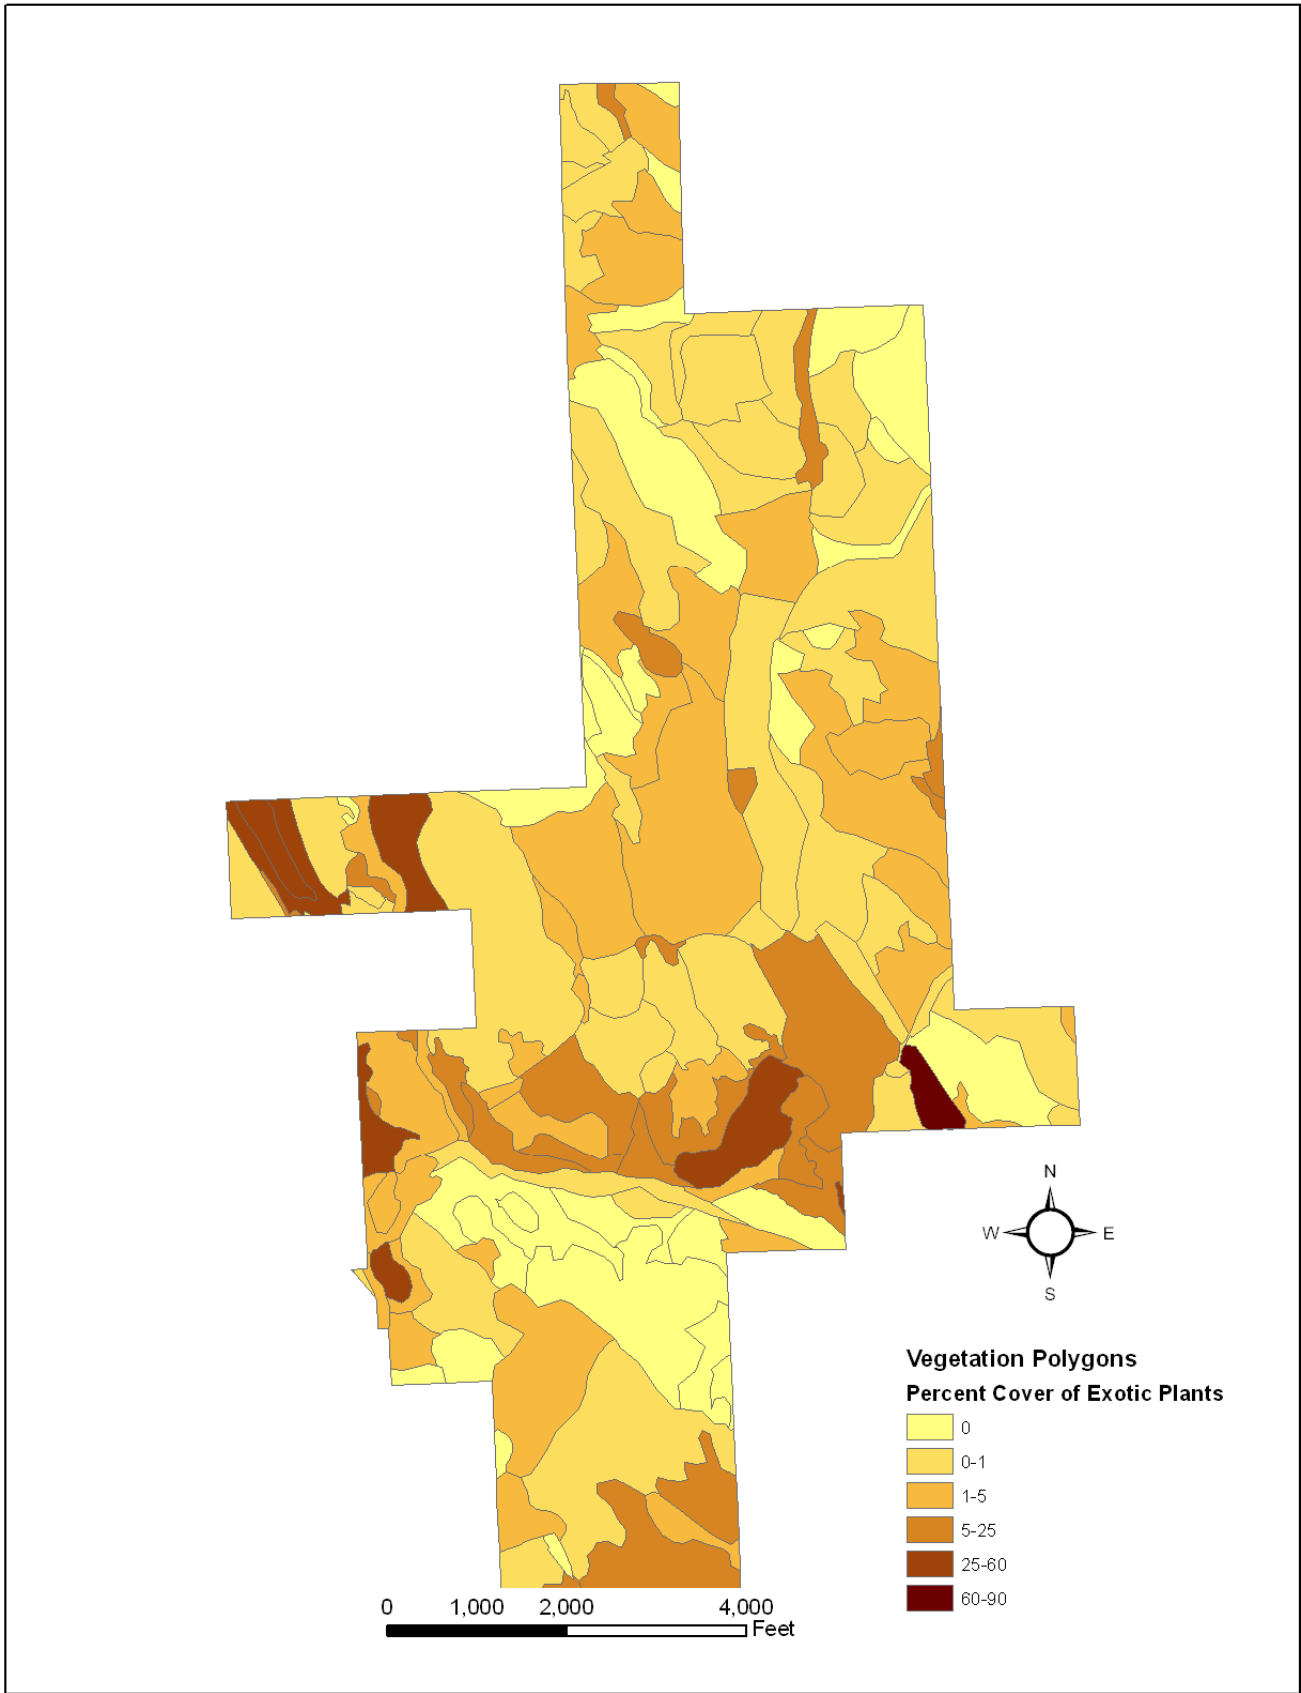 N
W E
S
Vegetation Polygons
Percent Cover of Exotic Plants
0
0-1
1-5
5-25
25-60
60-90
0 1,000 2,000 4,000
Feet